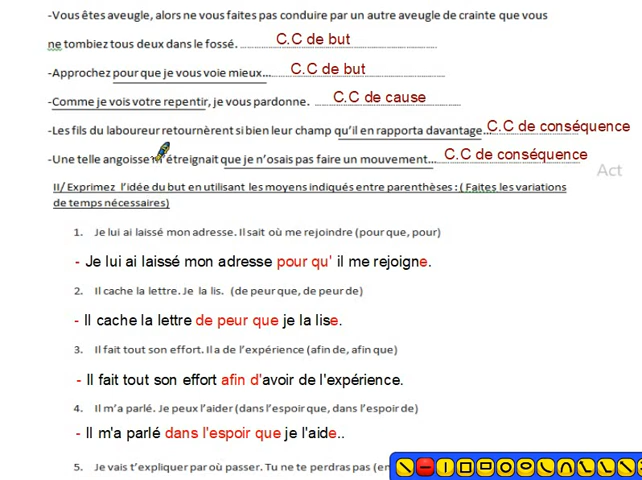 -Vous êtes aveugle, alors ne vous faites pas conduire par un autre aveugle de crainte que vous
ne tombiez tous deux dans le fossé. .................. C.C de but
-Approchez pour que je vous voie mieux... C.C de but
-Comme je vois votre repentir, je vous pardonne. ... C.C de cause
-Les fils du laboureur retournèrent si bien leur champ qu'il en rapporta davantage... C.C de conséquence
-Une telle angoisse m'étreignait que je n'osais pas faire un mouvement... C.C de conséquence
Act
II/ Exprimez l'idée du but en utilisant les moyens indiqués entre parenthèses : ( Faites les variations
de temps nécessaires)
1. Je lui ai laissé mon adresse. Il sait où me rejoindre (pour que, pour)
- Je lui ai laissé mon adresse pour qu' il me rejoigne.
2. Il cache la lettre. Je la lis. (de peur que, de peur de)
- Il cache la lettre de peur que je la lise.
3. Il fait tout son effort. Il a de l'expérience (afin de, afin que)
- Il fait tout son effort afin d'avoir de l'expérience.
4. Il m'a parlé. Je peux l'aider (dans l'espoir que, dans l'espoir de)
- Il m'a parlé dans l'espoir que je l'aide..
5. Je vais t'expliquer par où passer. Tu ne te perdras pas (en